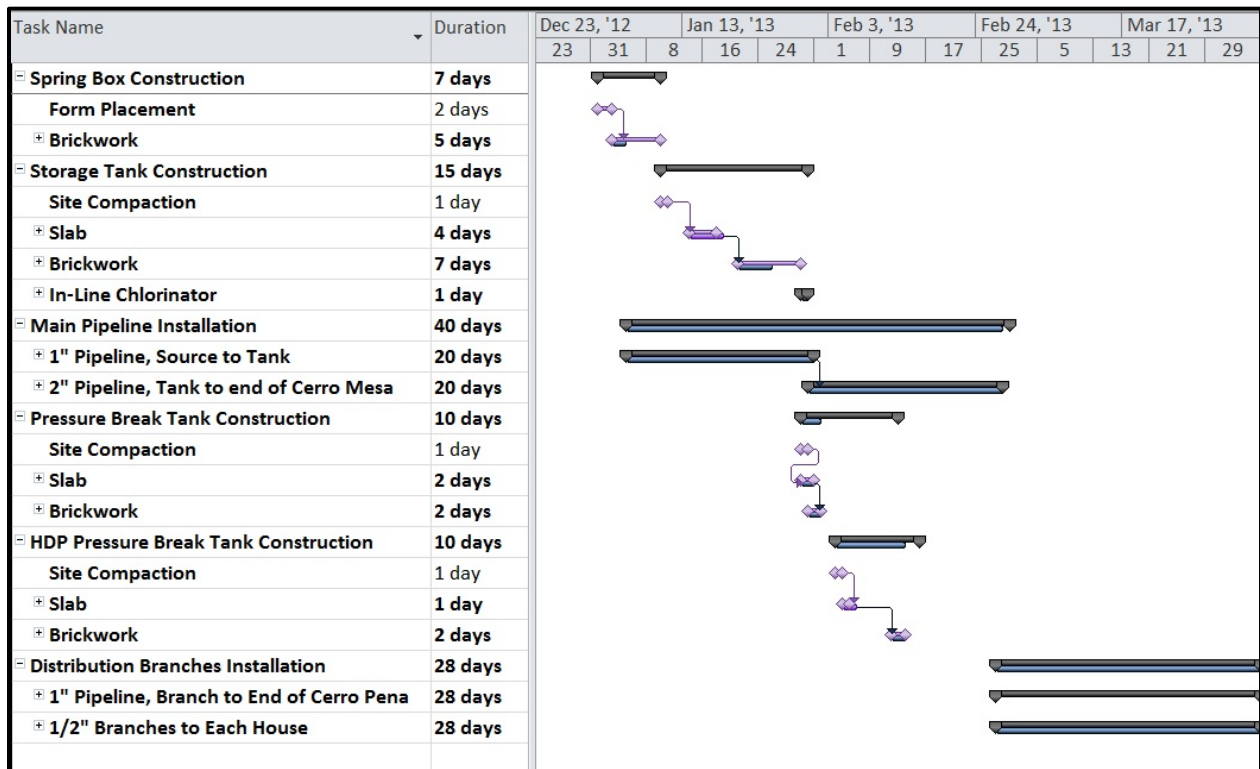 Task Name Duration Dec 23, '12 Jan 13, '13 Feb 3, '13 Feb 24, '13 Mar 17, '13
23 31 8 16 24 1 9 17 25 5 13 21 29
Spring Box Construction 7 days
Form Placement 2 days
Brickwork 5 days
Storage Tank Construction 15 days
Site Compaction 1 day
Slab 4 days
Brickwork 7 days
In-Line Chlorinator 1 day
Main Pipeline Installation 40 days
1" Pipeline, Source to Tank 20 days
2" Pipeline, Tank to end of Cerro Mesa 20 days
Pressure Break Tank Construction 10 days
Site Compaction 1 day
Slab 2 days
Brickwork 2 days
HDP Pressure Break Tank Construction 10 days
Site Compaction 1 day
Slab 1 day
Brickwork 2 days
Distribution Branches Installation 28 days
1" Pipeline, Branch to End of Cerro Pena 28 days
1/2" Branches to Each House 28 days